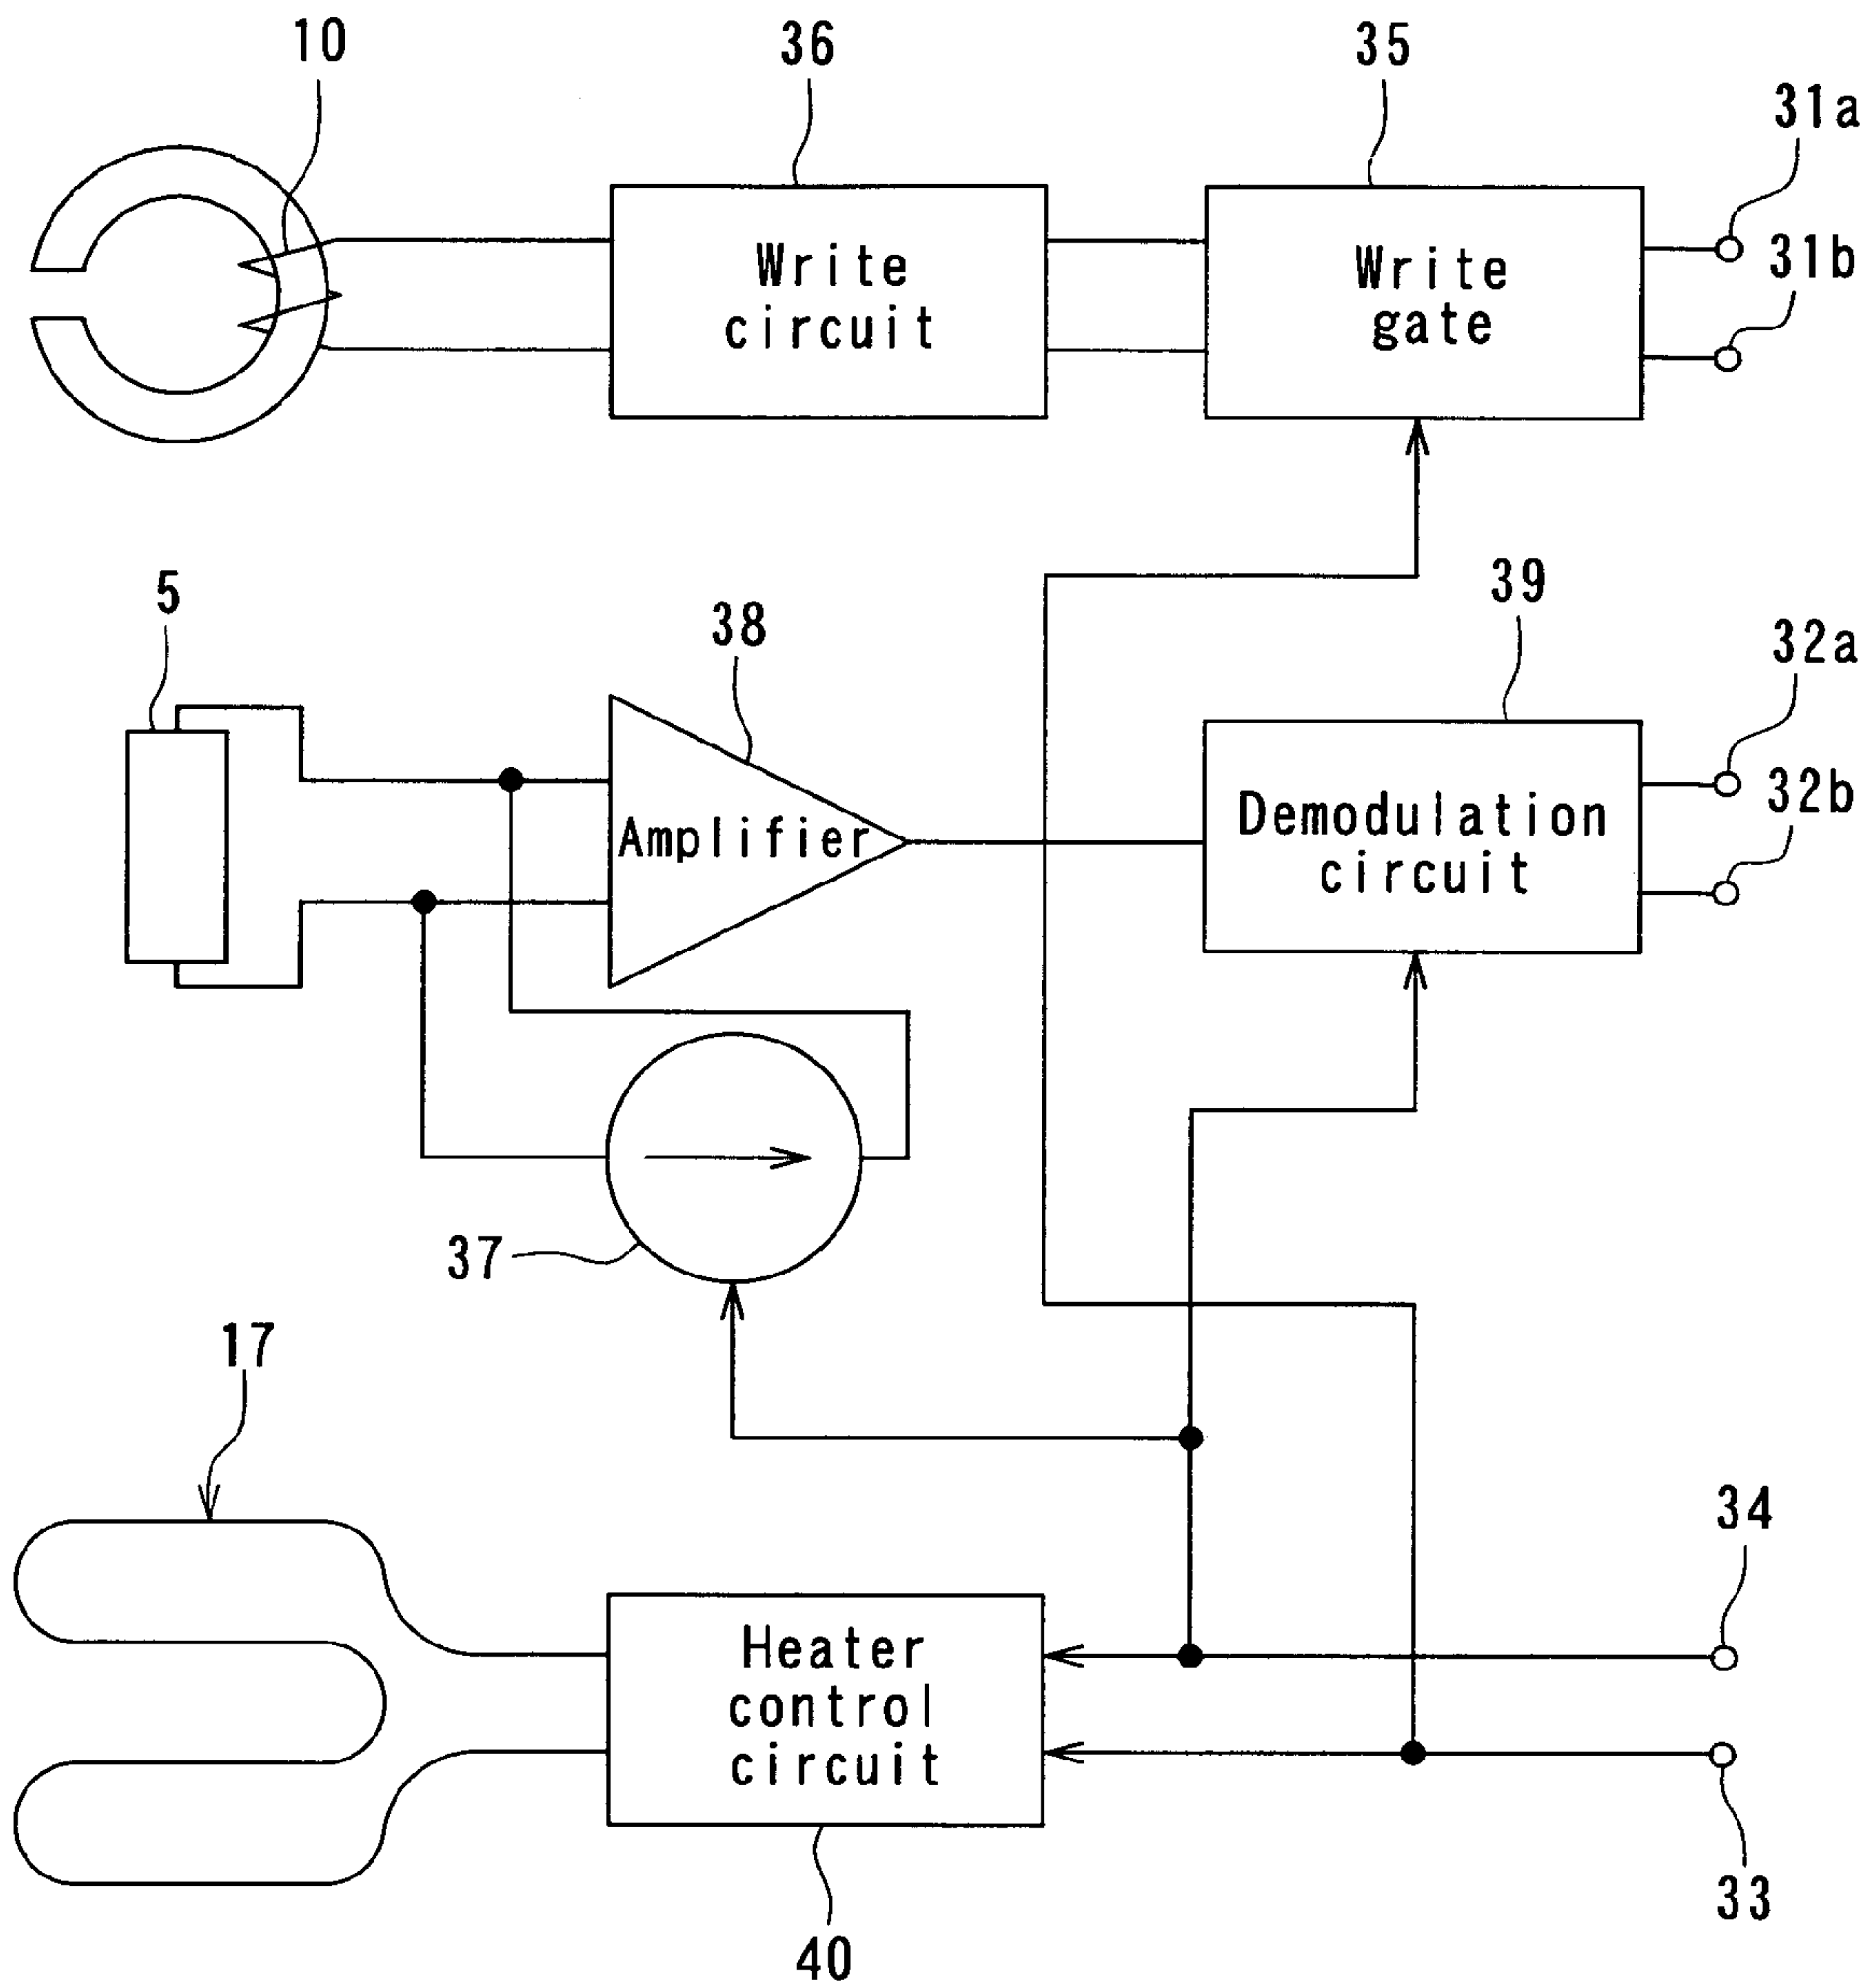 10
36
35
31a
31b
Write
circuit
Write
gate
5
38
39
32a
32b
Amplifier
Demodulation
circuit
37
17
34
Heater
control
circuit
33
40